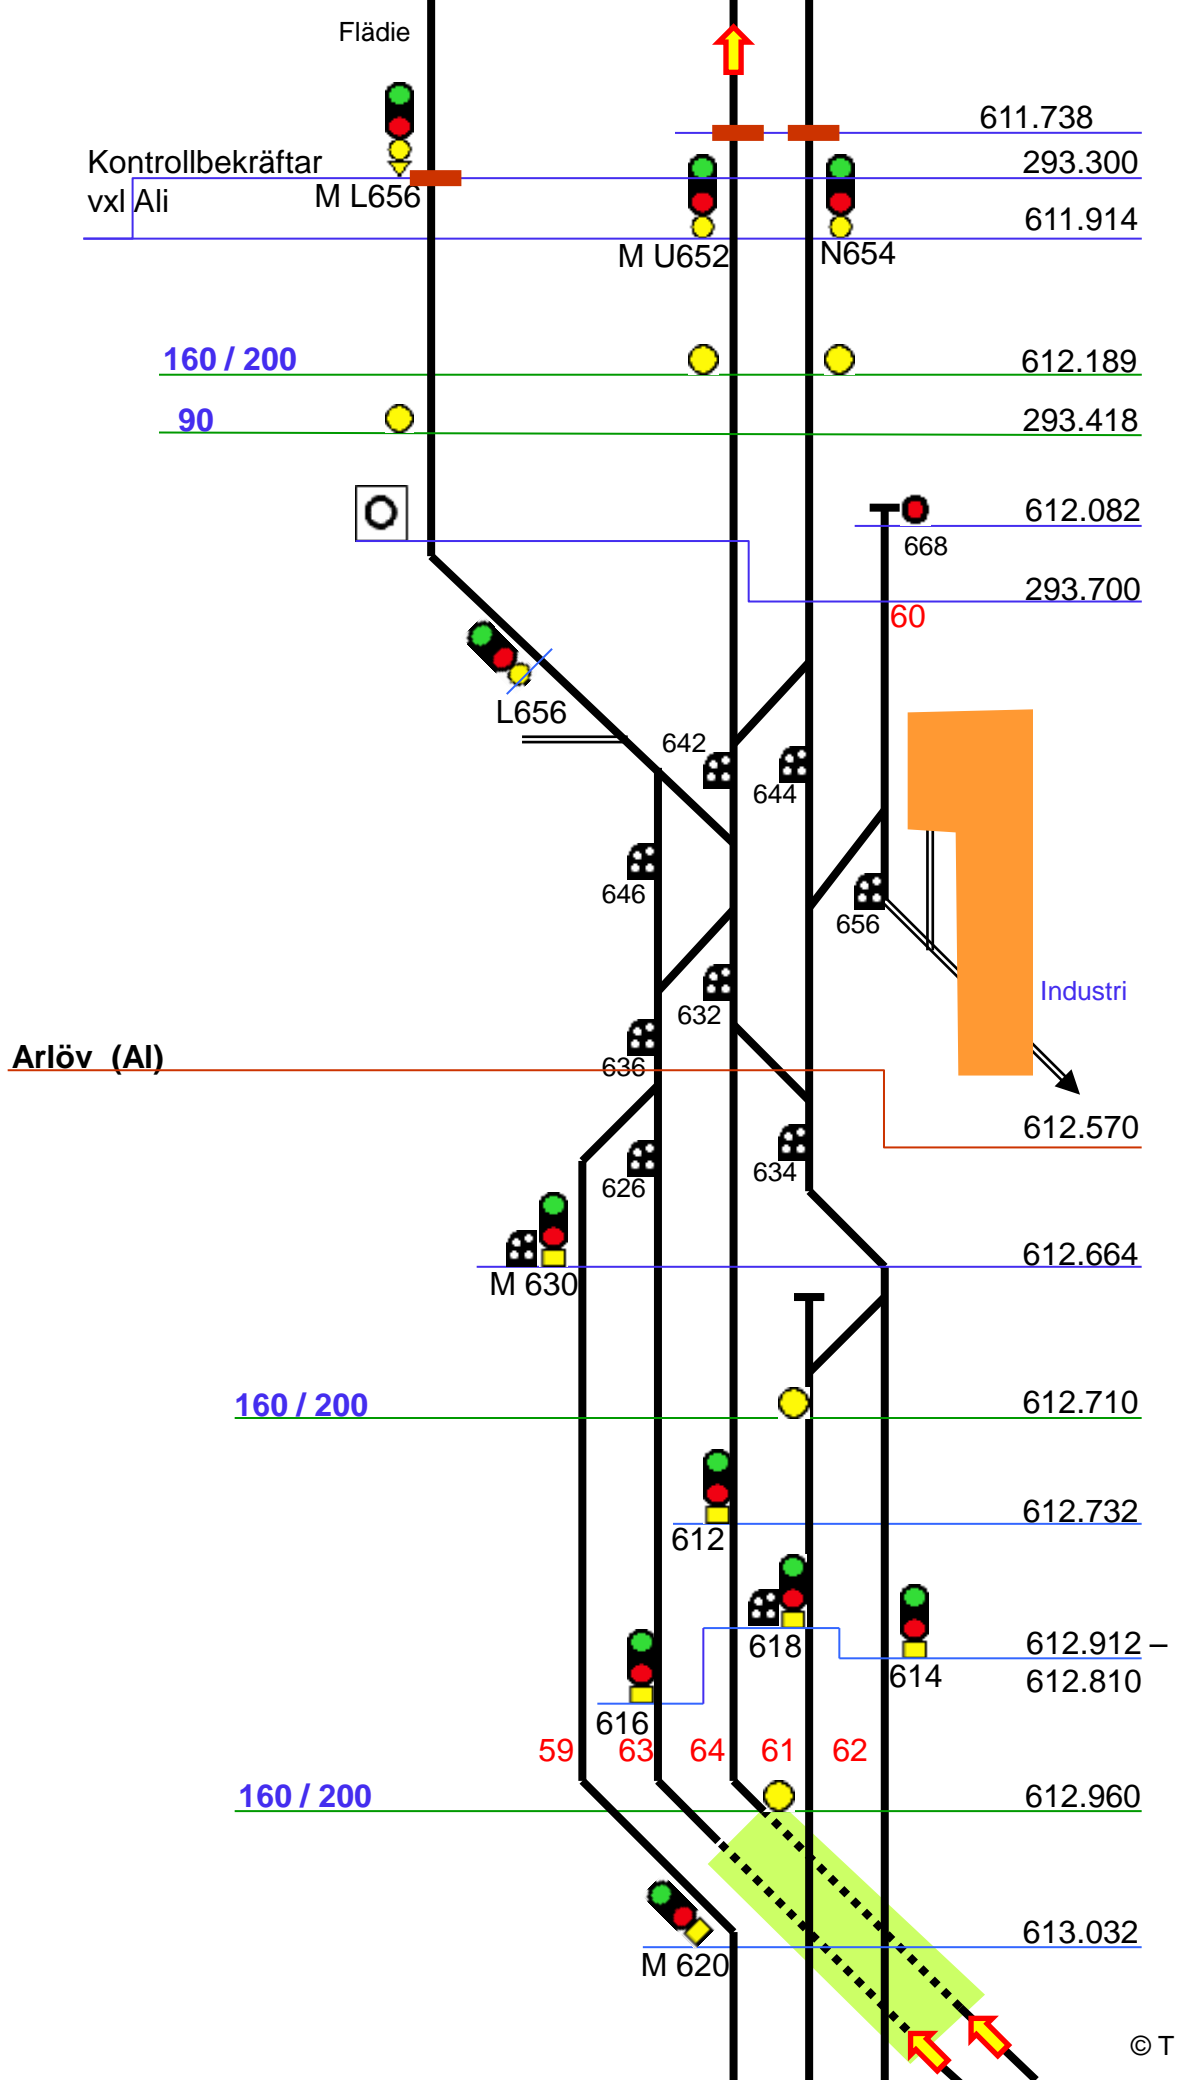 Flädie
611.738
Kontrollbekräftar
293.300
vxl Ali
M L656
611.914
M U652
N654
160 / 200
612.189
90
293.418
612.082
668
293.700
60
L656
642
644
646
656
Industri
632
Arlöv (Al)
636
612.570
634
626
612.664
M 630
160 / 200
612.710
612.732
612
618
612.912 –
614
612.810
616
59
63
64
61
62
160 / 200
612.960
613.032
M 620
© T